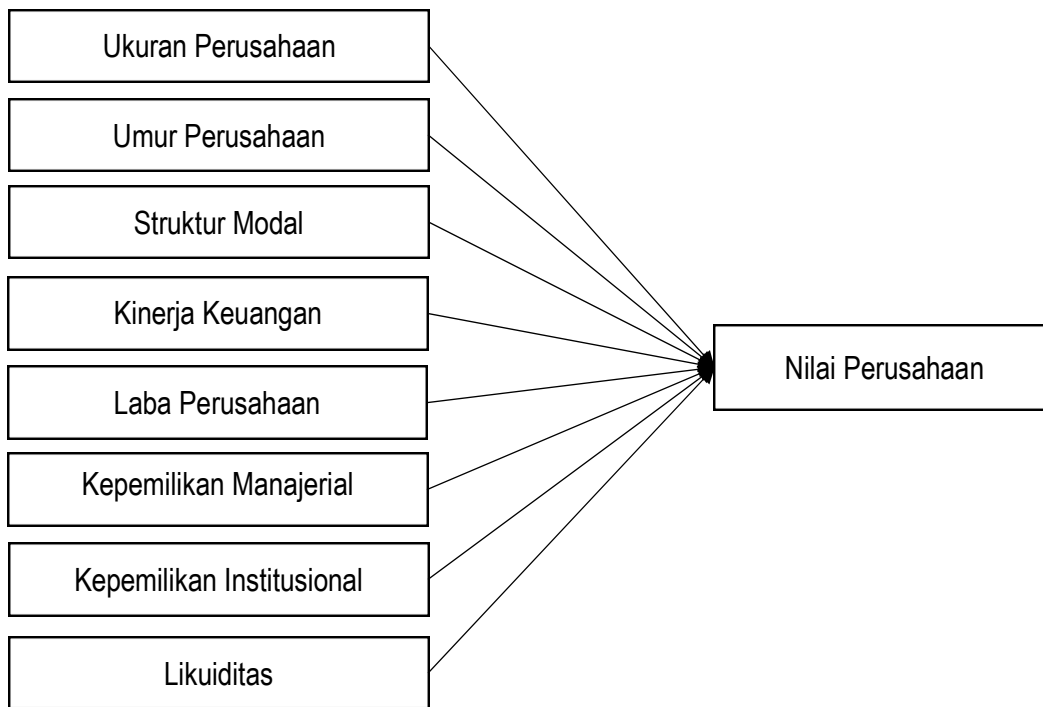 Ukuran Perusahaan
Umur Perusahaan
Struktur Modal
Kinerja Keuangan
Laba Perusahaan
Kepemilikan Manajerial
Kepemilikan Institusional
Likuiditas
Nilai Perusahaan